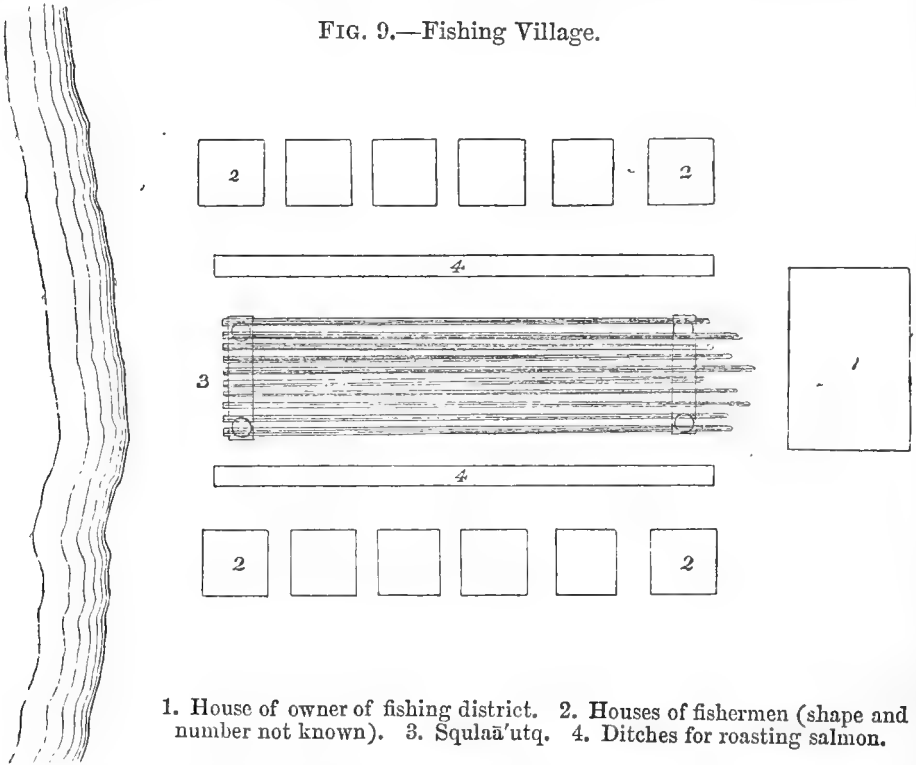 FIG. 9.—Fishing Village.
2 2
4
1
3
4
2 2
1. House of owner of fishing district. 2. Houses of fishermen (shape and
number not known). 3. Squlaā'utq. 4. Ditches for roasting salmon.